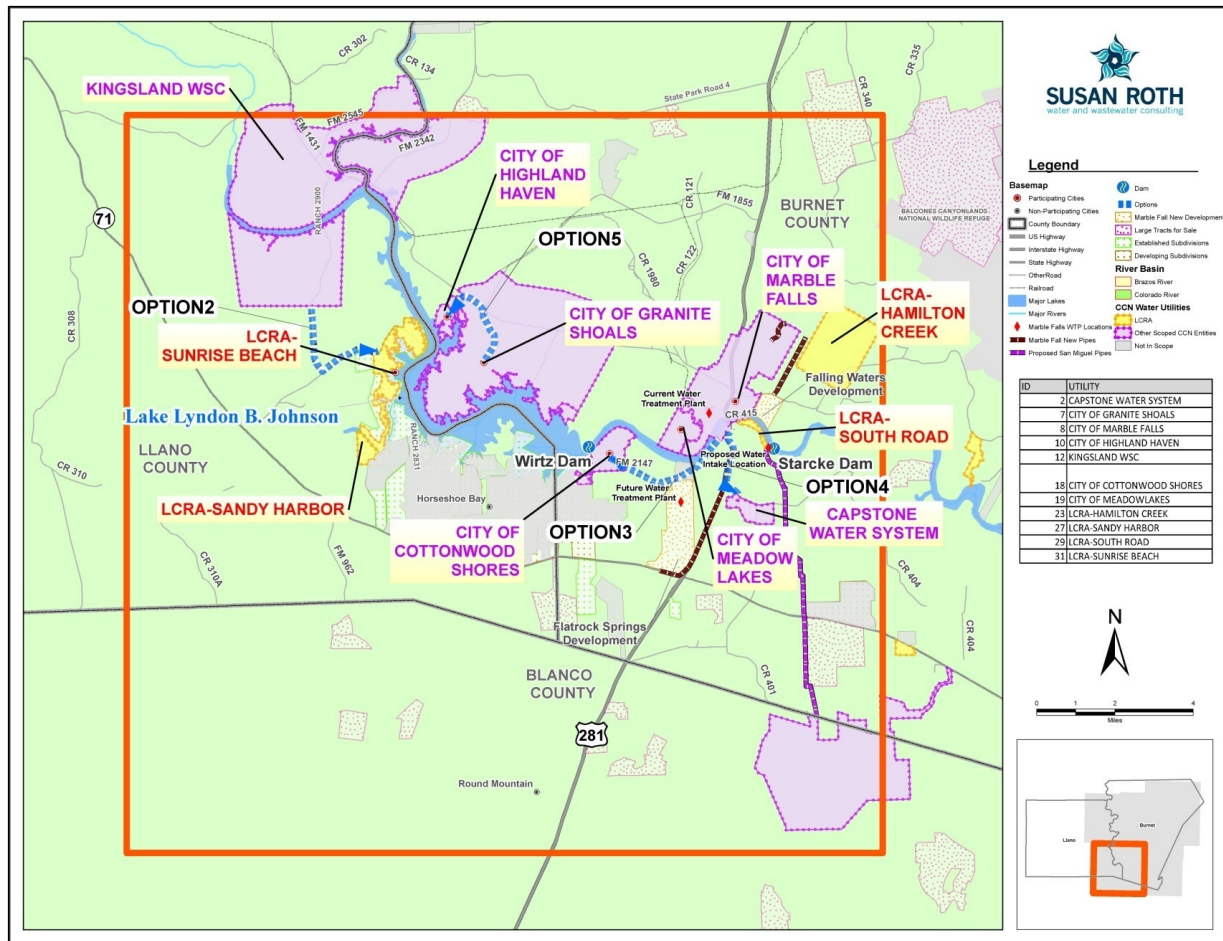 CR 302
CR 134
CR 335
CR 340
KINGSLAND WSC
State Park Road 4
FM 2545
FM 1431
FM 2342
CITY OF
HIGHLAND
HAVEN
CR 121
FM 1855
BURNET
COUNTY
BALCONES CANYONLANDS
NATIONAL WILDLIFE REFUGE
71
RANCH 2900
OPTION5
CR 122
CR 1980
CITY OF
MARBLE
FALLS
OPTION2
CR 308
LCRA-
SUNRISE BEACH
CITY OF GRANITE
SHOALS
LCRA-
HAMILTON
CREEK
Falling Waters
Development
Current Water
Treatment Plant
CR 415
Lake Lyndon B. Johnson
LCRA-
SOUTH ROAD
LLANO
COUNTY
RANCH 2831
Wirtz Dam
FM 2147
Proposed Water
Intake Location
Starcke Dam
CR 310
Horseshoe Bay
Future Water
Treatment Plant
OPTION4
LCRA-SANDY HARBOR
CITY OF
COTTONWOOD
SHORES
OPTION3
CITY OF
MEADOW
LAKES
CAPSTONE
WATER SYSTEM
CR 310A
FM 962
CR 404
CR 404
Flatrock Springs
Development
BLANCO
COUNTY
CR 401
281
Round Mountain
SUSAN ROTH
water and wastewater consulting
Legend
Basemap
Participating Cities
Non-Participating Cities
County Boundary
US Highway
Interstate Highway
State Highway
OtherRoad
Railroad
Major Lakes
Major Rivers
Marble Falls WTP Locations
Marble Fall New Pipes
Proposed San Miguel Pipes
Dam
Options
Marble Fall New Development
Large Tracts for Sale
Established Subdivisions
Developing Subdivisions
River Basin
Brazos River
Colorado River
CCN Water Utilities
LCRA
Other Scoped CCN Entities
Not In Scope
ID UTILITY
2 CAPSTONE WATER SYSTEM
7 CITY OF GRANITE SHOALS
8 CITY OF MARBLE FALLS
10 CITY OF HIGHLAND HAVEN
12 KINGSLAND WSC
18 CITY OF COTTONWOOD SHORES
19 CITY OF MEADOWLAKES
23 LCRA-HAMILTON CREEK
27 LCRA-SANDY HARBOR
29 LCRA-SOUTH ROAD
31 LCRA-SUNRISE BEACH
N
0 1 2 4
Miles
Llano
Burnet